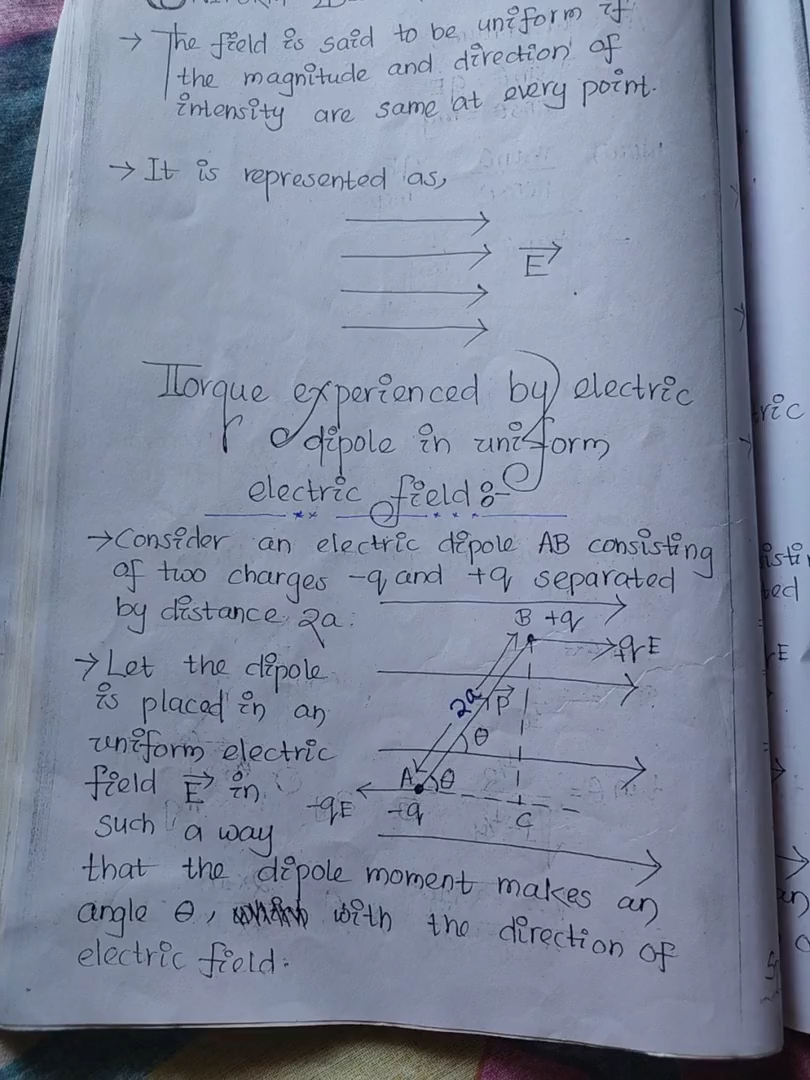 UNIFORM
→ The field is said to be uniform if
the magnitude and direction of
intensity are same at every point.
→ It is represented as,
E
Torque experienced by electric
dipole in uniform
electric field:-
→ Consider an electric dipole AB consisting
of two charges -q and +q separated
by distance 2a.
B +q
→ Let the dipole
+qE
is placed in an
2a P
uniform electric
θ
field E in
A θ
-qE -q C
such a way
that the dipole moment makes an
angle θ, with the direction of
electric field.
ric
E